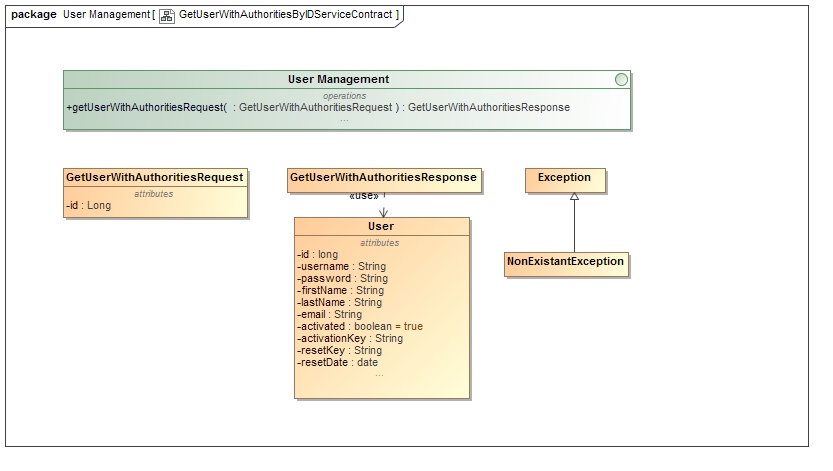 package User Management [ GetUserWithAuthoritiesByIDServiceContract ]
User Management
operations
+getUserWithAuthoritiesRequest( : GetUserWithAuthoritiesRequest ) : GetUserWithAuthoritiesResponse
...
GetUserWithAuthoritiesRequest
attributes
-id : Long
GetUserWithAuthoritiesResponse
«use»
User
attributes
-id : long
-username : String
-password : String
-firstName : String
-lastName : String
-email : String
-activated : boolean = true
-activationKey : String
-resetKey : String
-resetDate : date
...
Exception
NonExistantException